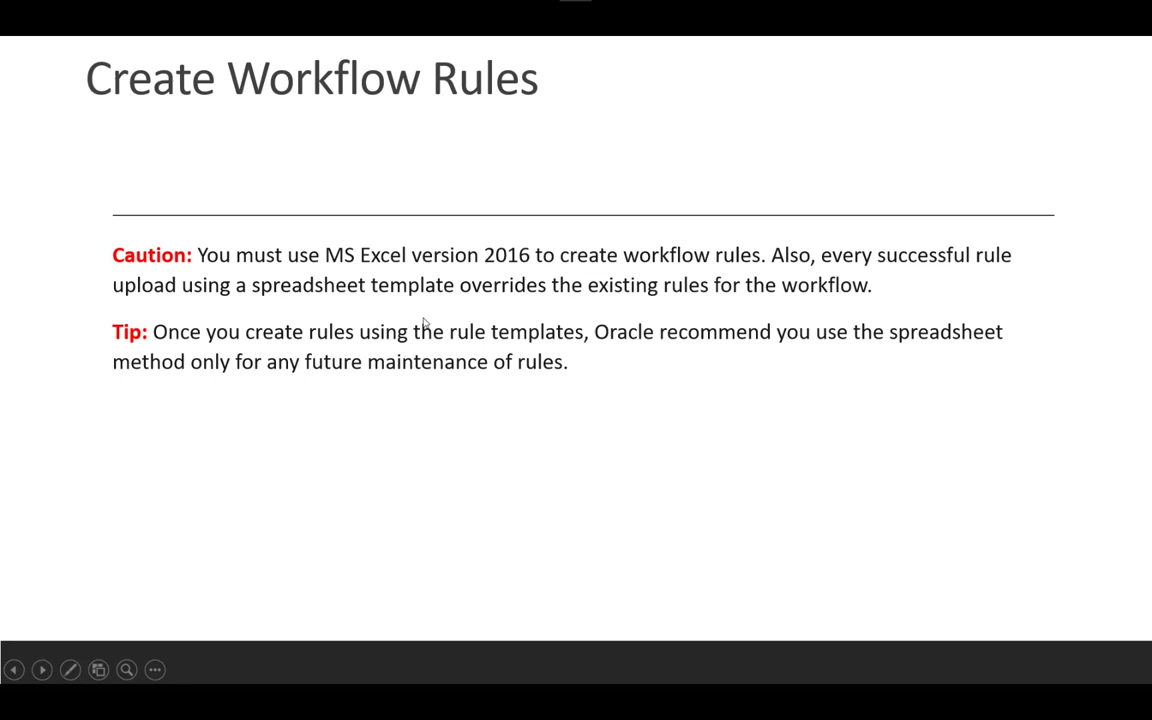 Create Workflow Rules
Caution: You must use MS Excel version 2016 to create workflow rules. Also, every successful rule
upload using a spreadsheet template overrides the existing rules for the workflow.
Tip: Once you create rules using the rule templates, Oracle recommend you use the spreadsheet
method only for any future maintenance of rules.